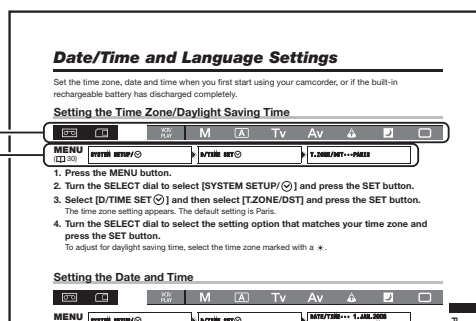 Date/Time and Language Settings
Set the time zone, date and time when you first start using your camcorder, or if the built-in
rechargeable battery has discharged completely.
Setting the Time Zone/Daylight Saving Time
VCR/
PLAY M A Tv Av
MENU
( 30)
SYSTEM SETUP/ D/TIME SET T.ZONE/DST•••PARIS
1. Press the MENU button.
2. Turn the SELECT dial to select [SYSTEM SETUP/ ] and press the SET button.
3. Select [D/TIME SET ] and then select [T.ZONE/DST] and press the SET button.
The time zone setting appears. The default setting is Paris.
4. Turn the SELECT dial to select the setting option that matches your time zone and
press the SET button.
To adjust for daylight saving time, select the time zone marked with a ☀.
Setting the Date and Time
VCR/
PLAY M A Tv Av
MENU SYSTEM SETUP/ D/TIME SET DATE/TIME••• 1.JAN.2008